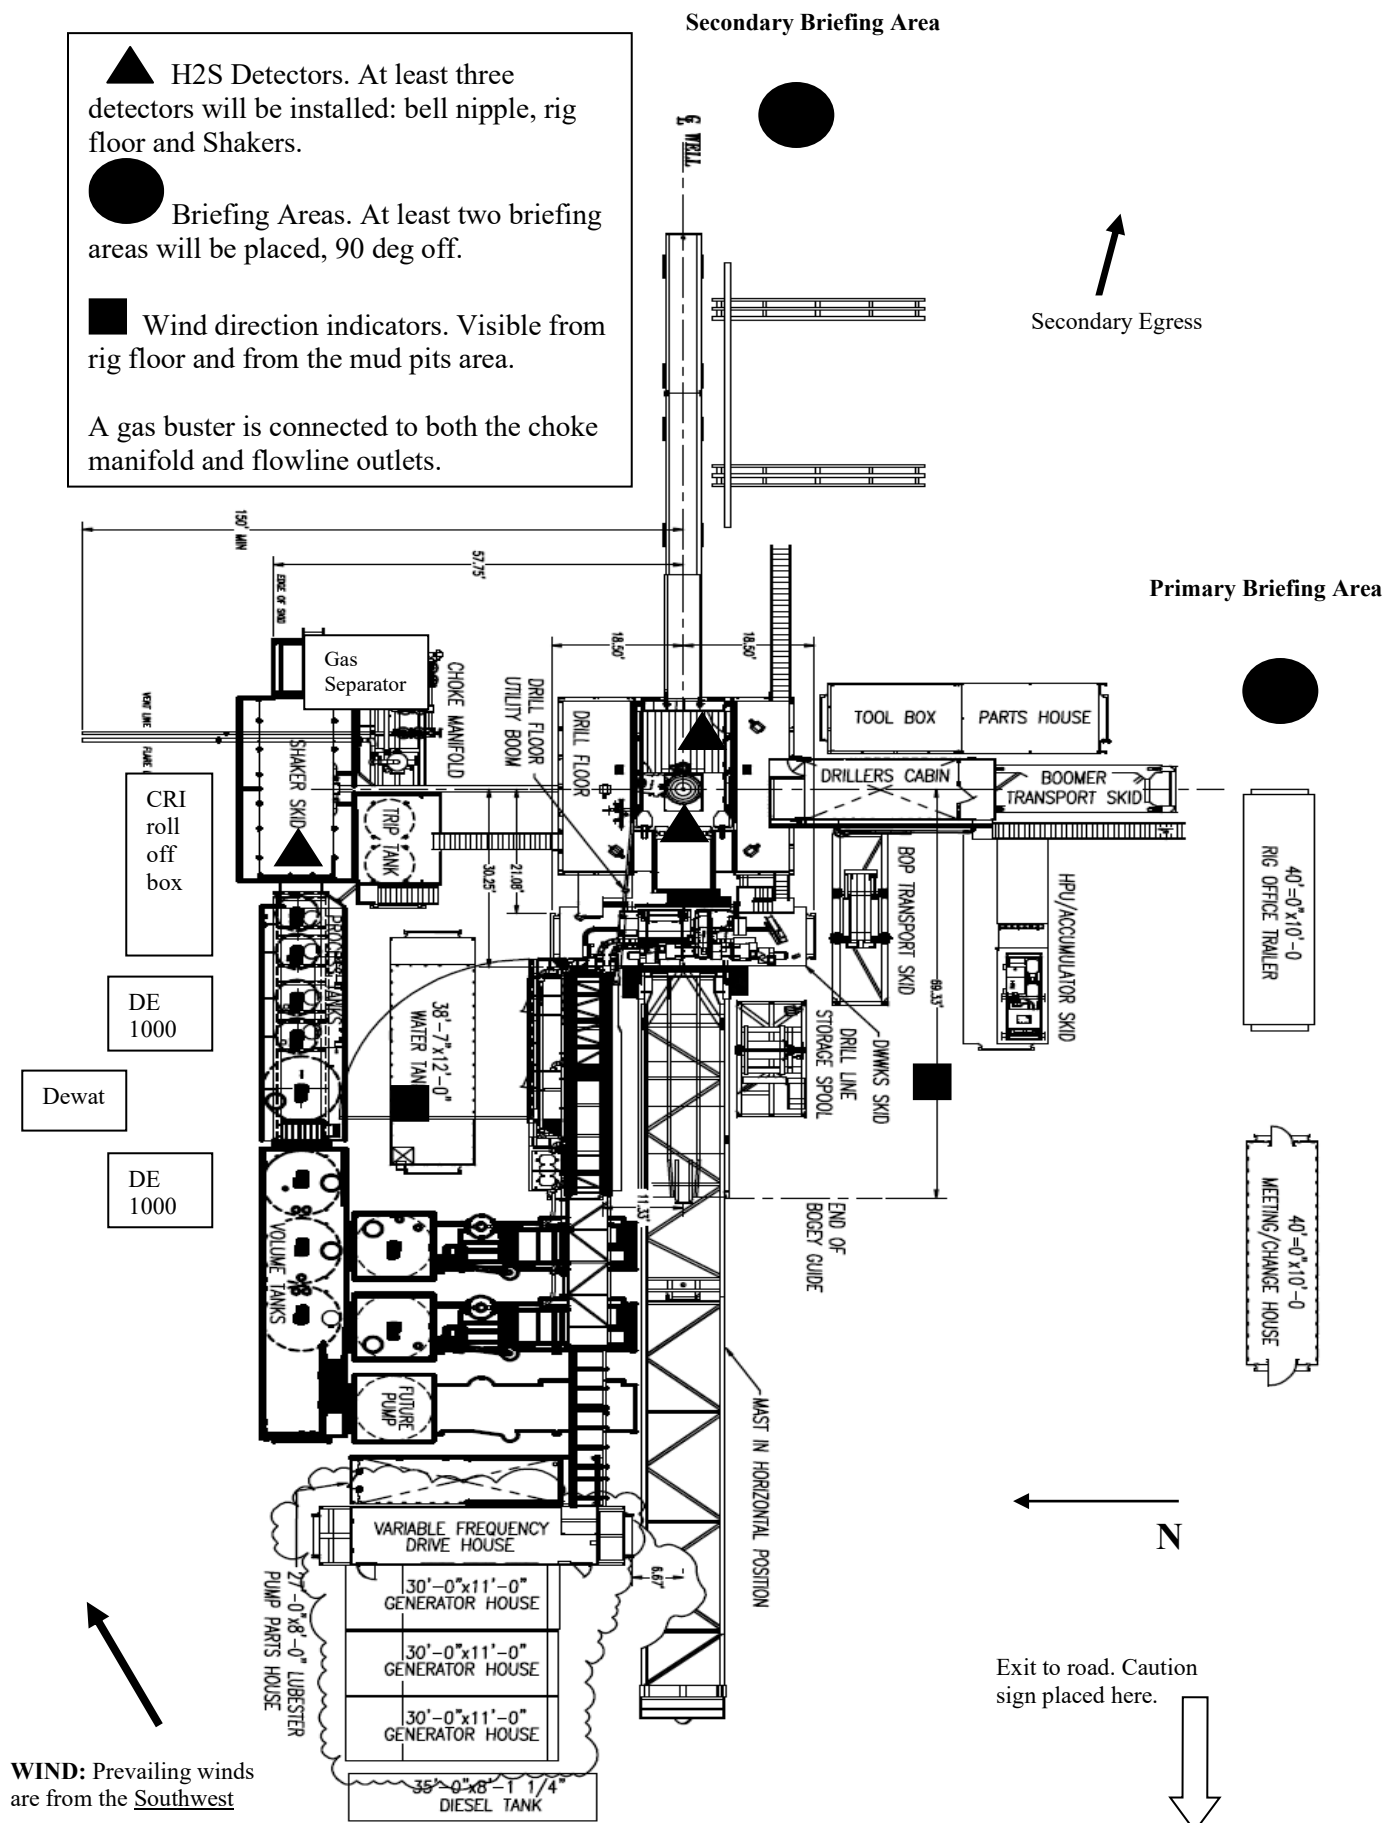 Secondary Briefing Area
H2S Detectors. At least three
detectors will be installed: bell nipple, rig
floor and Shakers.
Briefing Areas. At least two briefing
areas will be placed, 90 deg off.
Wind direction indicators. Visible from
rig floor and from the mud pits area.
A gas buster is connected to both the choke
manifold and flowline outlets.
WELL
Secondary Egress
150' MIN
57.75'
EDGE OF SKID
Primary Briefing Area
18.50'
18.50'
Gas
Separator
CHOKE MANIFOLD
DRILL FLOOR
UTILITY BOOM
DRILL FLOOR
TOOL BOX
PARTS HOUSE
VENT LINE
FLARE
SHAKER SKID
DRILLERS CABIN
BOOMER
TRANSPORT SKID
CRI
roll
off
box
TRIP TANK
30.25'
21.08'
BOP TRANSPORT SKID
HPU/ACCUMULATOR SKID
40'=0"x10'-0
RIG OFFICE TRAILER
PROCESS TANKS
DE
1000
38'-7"x12'-0"
WATER TANK
69.33'
DRILL LINE
STORAGE SPOOL
DWWKS SKID
Dewat
DE
1000
11.33'
END OF
BOGEY GUIDE
40'=0"x10'-0
MEETING/CHANGE HOUSE
VOLUME TANKS
FUTURE
PUMP
MAST IN HORIZONTAL POSITION
N
VARIABLE FREQUENCY
DRIVE HOUSE
6.67'
27'-0"x8'-0" LUBESTER
PUMP PARTS HOUSE
30'-0"x11'-0"
GENERATOR HOUSE
30'-0"x11'-0"
GENERATOR HOUSE
30'-0"x11'-0"
GENERATOR HOUSE
Exit to road. Caution
sign placed here.
WIND: Prevailing winds
are from the Southwest
35'-0"x8'-1 1/4"
DIESEL TANK